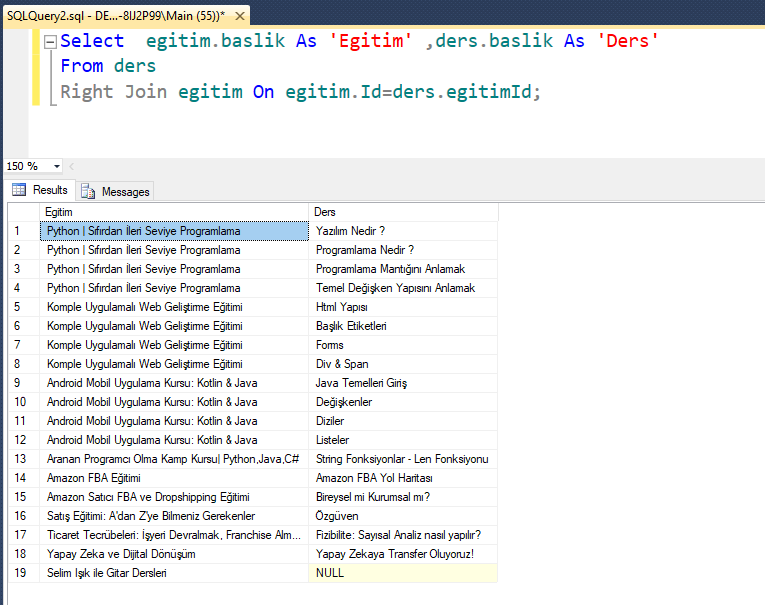 SQLQuery2.sql - DE...-8IJ2P99\Main (55))*
Select  egitim.baslik As 'Egitim' ,ders.baslik As 'Ders'
From ders
Right Join egitim On egitim.Id=ders.egitimId;
150 %
Results Messages
Egitim Ders
1 Python | Sıfırdan İleri Seviye Programlama Yazılım Nedir ?
2 Python | Sıfırdan İleri Seviye Programlama Programlama Nedir ?
3 Python | Sıfırdan İleri Seviye Programlama Programlama Mantığını Anlamak
4 Python | Sıfırdan İleri Seviye Programlama Temel Değişken Yapısını Anlamak
5 Komple Uygulamalı Web Geliştirme Eğitimi Html Yapısı
6 Komple Uygulamalı Web Geliştirme Eğitimi Başlık Etiketleri
7 Komple Uygulamalı Web Geliştirme Eğitimi Forms
8 Komple Uygulamalı Web Geliştirme Eğitimi Div & Span
9 Android Mobil Uygulama Kursu: Kotlin & Java Java Temelleri Giriş
10 Android Mobil Uygulama Kursu: Kotlin & Java Değişkenler
11 Android Mobil Uygulama Kursu: Kotlin & Java Diziler
12 Android Mobil Uygulama Kursu: Kotlin & Java Listeler
13 Aranan Programcı Olma Kamp Kursu| Python,Java,C# String Fonksiyonlar - Len Fonksiyonu
14 Amazon FBA Eğitimi Amazon FBA Yol Haritası
15 Amazon Satıcı FBA ve Dropshipping Eğitimi Bireysel mi Kurumsal mı?
16 Satış Eğitimi: A'dan Z'ye Bilmeniz Gerekenler Özgüven
17 Ticaret Tecrübeleri: İşyeri Devralmak, Franchise Alm... Fizibilite: Sayısal Analiz nasıl yapılır?
18 Yapay Zeka ve Dijital Dönüşüm Yapay Zekaya Transfer Oluyoruz!
19 Selim Işık ile Gitar Dersleri NULL